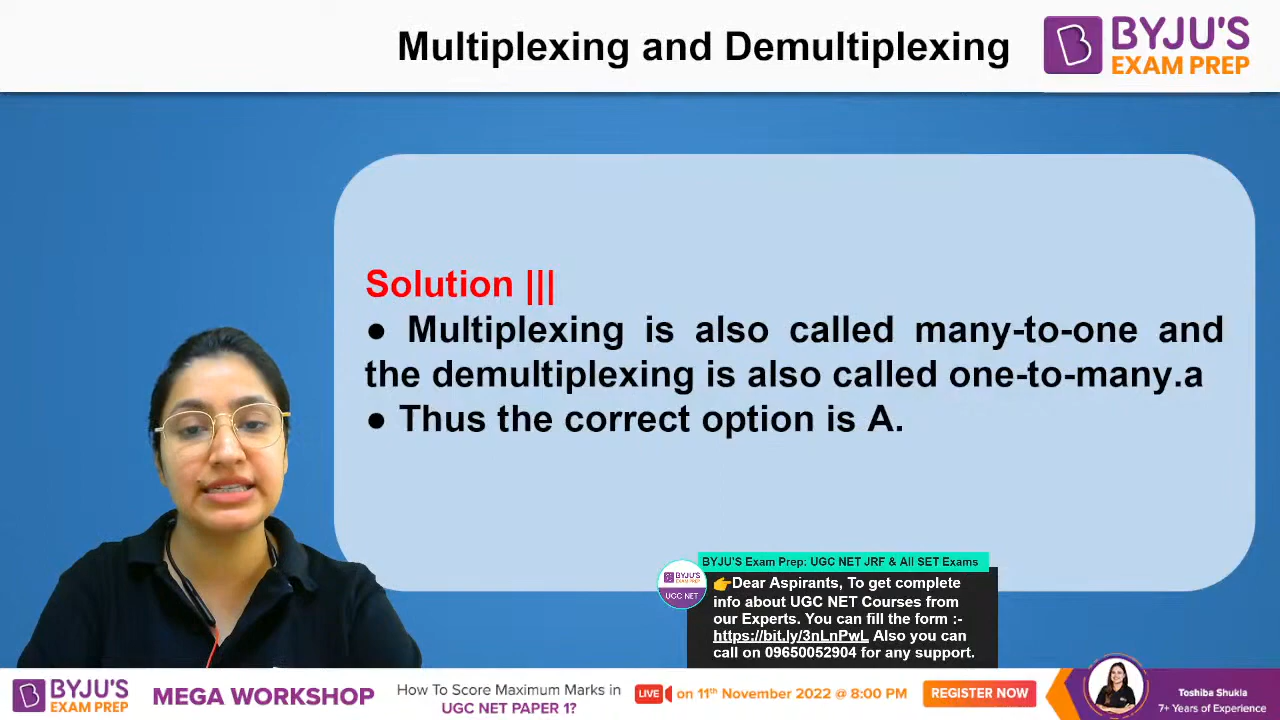 Multiplexing and Demultiplexing
BYJU'S
EXAM PREP
Solution |||
● Multiplexing is also called many-to-one and
the demultiplexing is also called one-to-many.a
● Thus the correct option is A.
BYJU'S Exam Prep: UGC NET JRF & All SET Exams
BYJU'S
EXAM PREP
UGC NET
👉Dear Aspirants, To get complete
info about UGC NET Courses from
our Experts. You can fill the form :-
https://bit.ly/3nLnPwL Also you can
call on 09650052904 for any support.
BYJU'S
EXAM PREP
MEGA WORKSHOP
How To Score Maximum Marks in
UGC NET PAPER 1?
LIVE on 11th November 2022 @ 8:00 PM
REGISTER NOW
Toshiba Shukla
7+ Years of Experience